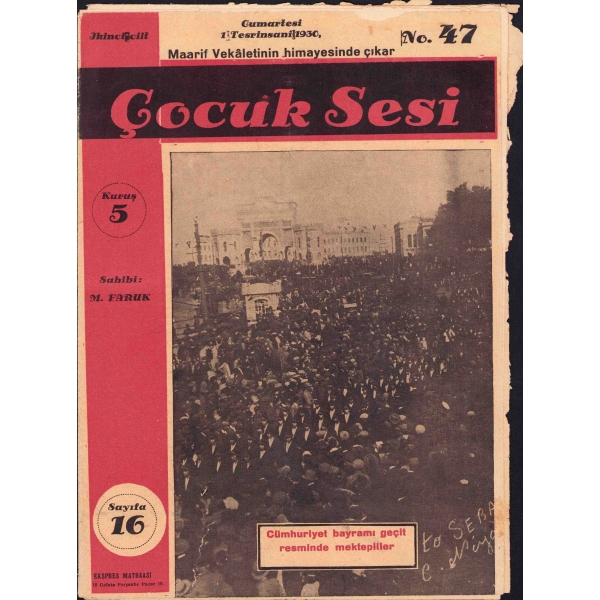 İkinci cilt
Cumartesi
1 Teşrinsani 1930,
No. 47
Maarif Vekâletinin himayesinde çıkar
Çocuk Sesi
Kuruş
5
Sahibi:
M. FARUK
Sayıfa
16
EKSPRES MATBAASI
Cümhuriyet bayramı geçit
resminde mektepliler